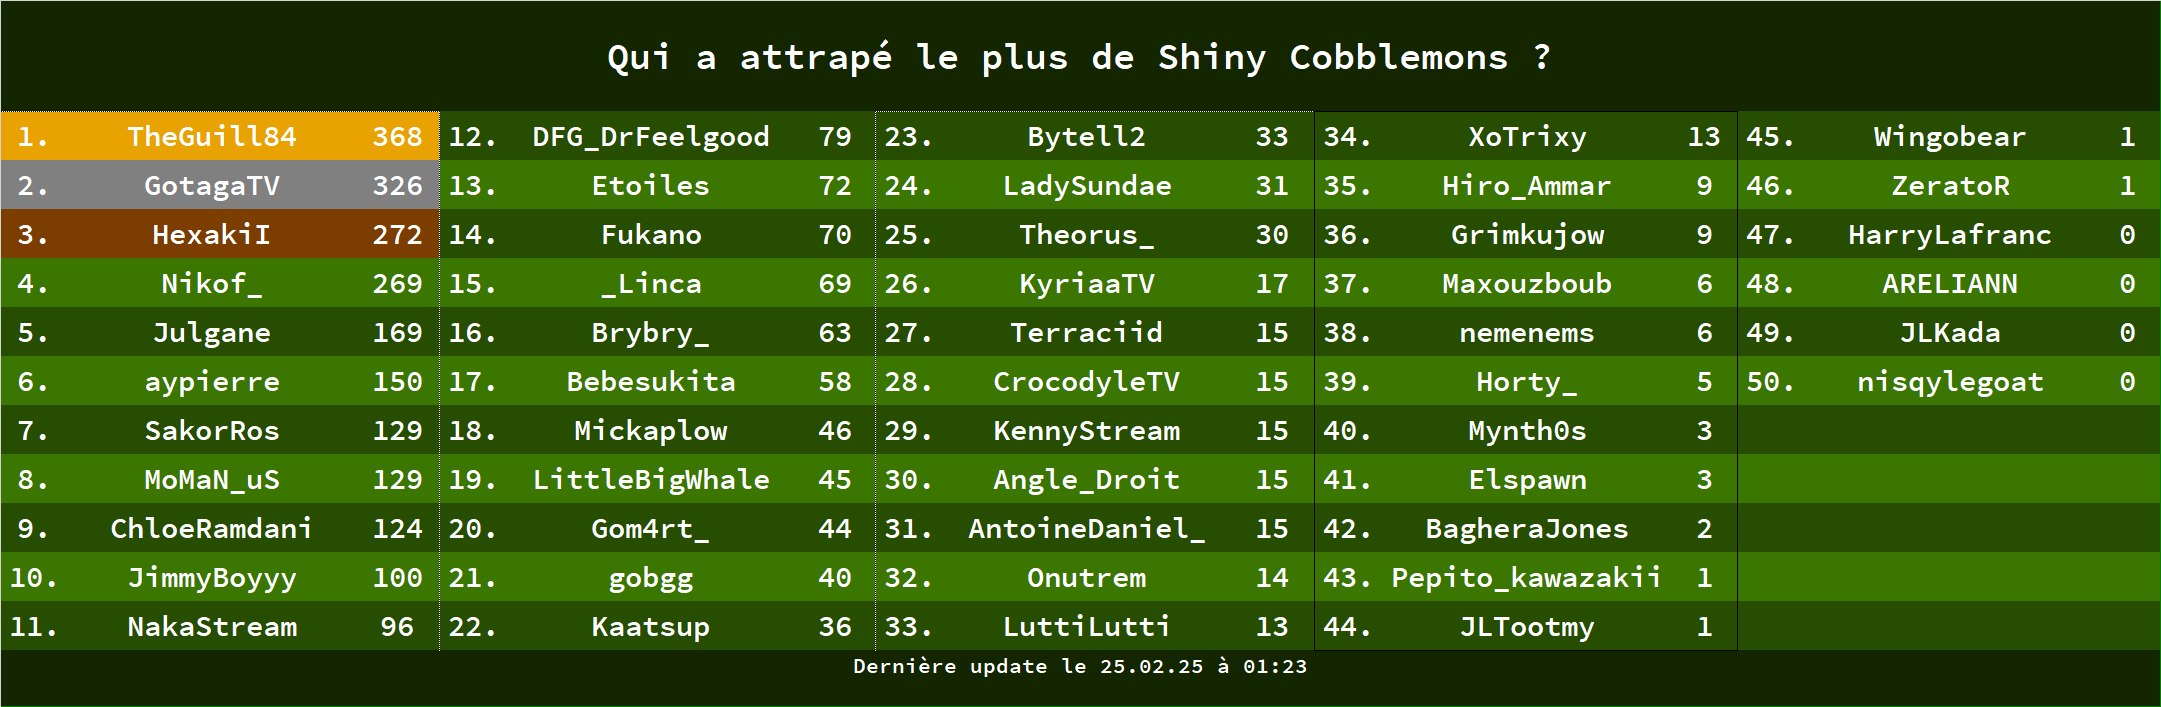 Qui a attrapé le plus de Shiny Cobblemons ?
1. TheGuill84 368
2. GotagaTV 326
3. HexakiI 272
4. Nikof_ 269
5. Julgane 169
6. aypierre 150
7. SakorRos 129
8. MoMaN_uS 129
9. ChloeRamdani 124
10. JimmyBoyyy 100
11. NakaStream 96
12. DFG_DrFeelgood 79
13. Etoiles 72
14. Fukano 70
15. _Linca 69
16. Brybry_ 63
17. Bebesukita 58
18. Mickaplow 46
19. LittleBigWhale 45
20. Gom4rt_ 44
21. gobgg 40
22. Kaatsup 36
23. Bytell2 33
24. LadySundae 31
25. Theorus_ 30
26. KyriaaTV 17
27. Terraciid 15
28. CrocodyleTV 15
29. KennyStream 15
30. Angle_Droit 15
31. AntoineDaniel_ 15
32. Onutrem 14
33. LuttiLutti 13
34. XoTrixy 13
35. Hiro_Ammar 9
36. Grimkujow 9
37. Maxouzboub 6
38. nemenems 6
39. Horty_ 5
40. Mynth0s 3
41. Elspawn 3
42. BagheraJones 2
43. Pepito_kawazakii 1
44. JLTootmy 1
45. Wingobear 1
46. ZeratoR 1
47. HarryLafranc 0
48. ARELIANN 0
49. JLKada 0
50. nisqylegoat 0
Dernière update le 25.02.25 à 01:23